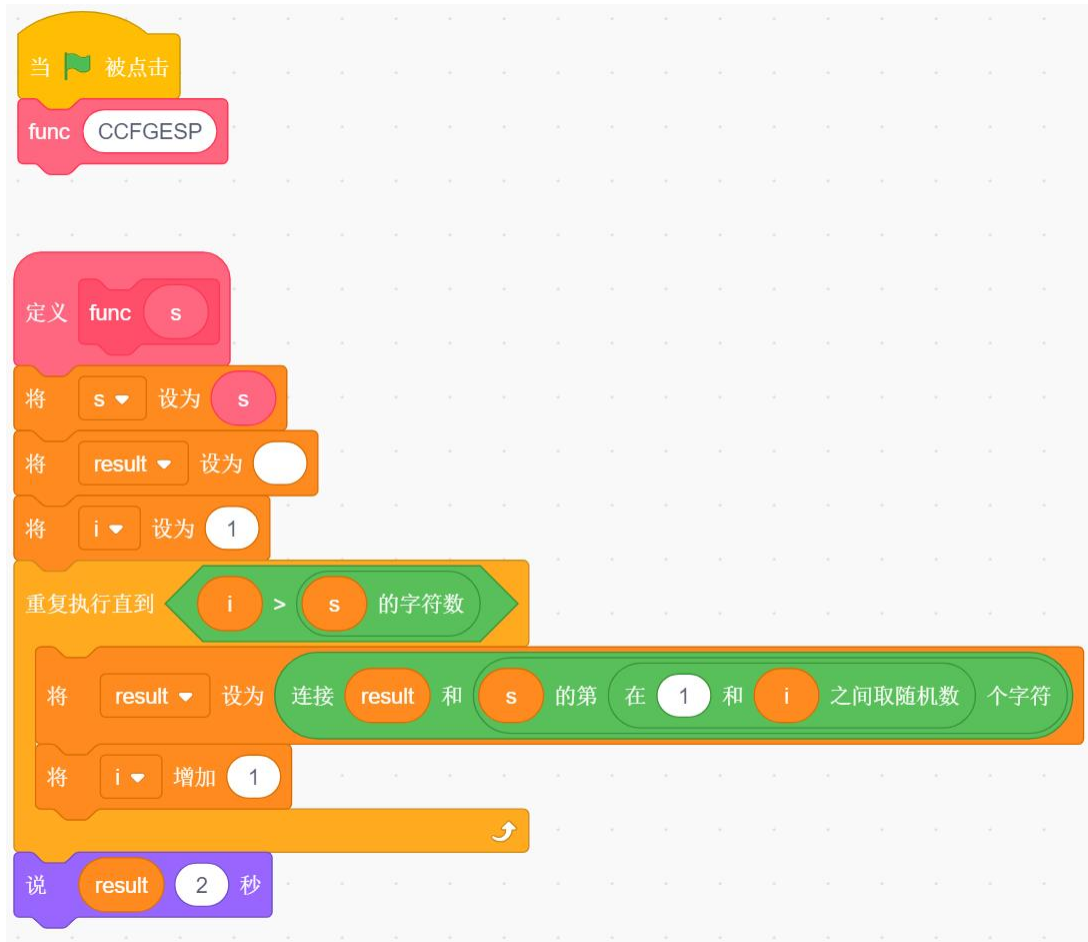 当 被点击
func CCFGESP
定义 func s
将 s 设为 s
将 result 设为
将 i 设为 1
重复执行直到 i > s 的字符数
将 result 设为 连接 result 和 s 的第 在 1 和 i 之间取随机数 个字符
将 i 增加 1
说 result 2 秒